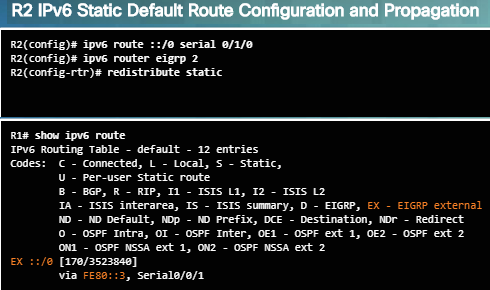 R2 IPv6 Static Default Route Configuration and Propagation
R2(config)# ipv6 route ::/0 serial 0/1/0
R2(config)# ipv6 router eigrp 2
R2(config-rtr)# redistribute static
R1# show ipv6 route
IPv6 Routing Table - default - 12 entries
Codes:  C - Connected, L - Local, S - Static,
U - Per-user Static route
B - BGP, R - RIP, I1 - ISIS L1, I2 - ISIS L2
IA - ISIS interarea, IS - ISIS summary, D - EIGRP, EX - EIGRP external
ND - ND Default, NDp - ND Prefix, DCE - Destination, NDr - Redirect
O - OSPF Intra, OI - OSPF Inter, OE1 - OSPF ext 1, OE2 - OSPF ext 2
ON1 - OSPF NSSA ext 1, ON2 - OSPF NSSA ext 2
EX ::/0 [170/3523840]
via FE80::3, Serial0/0/1